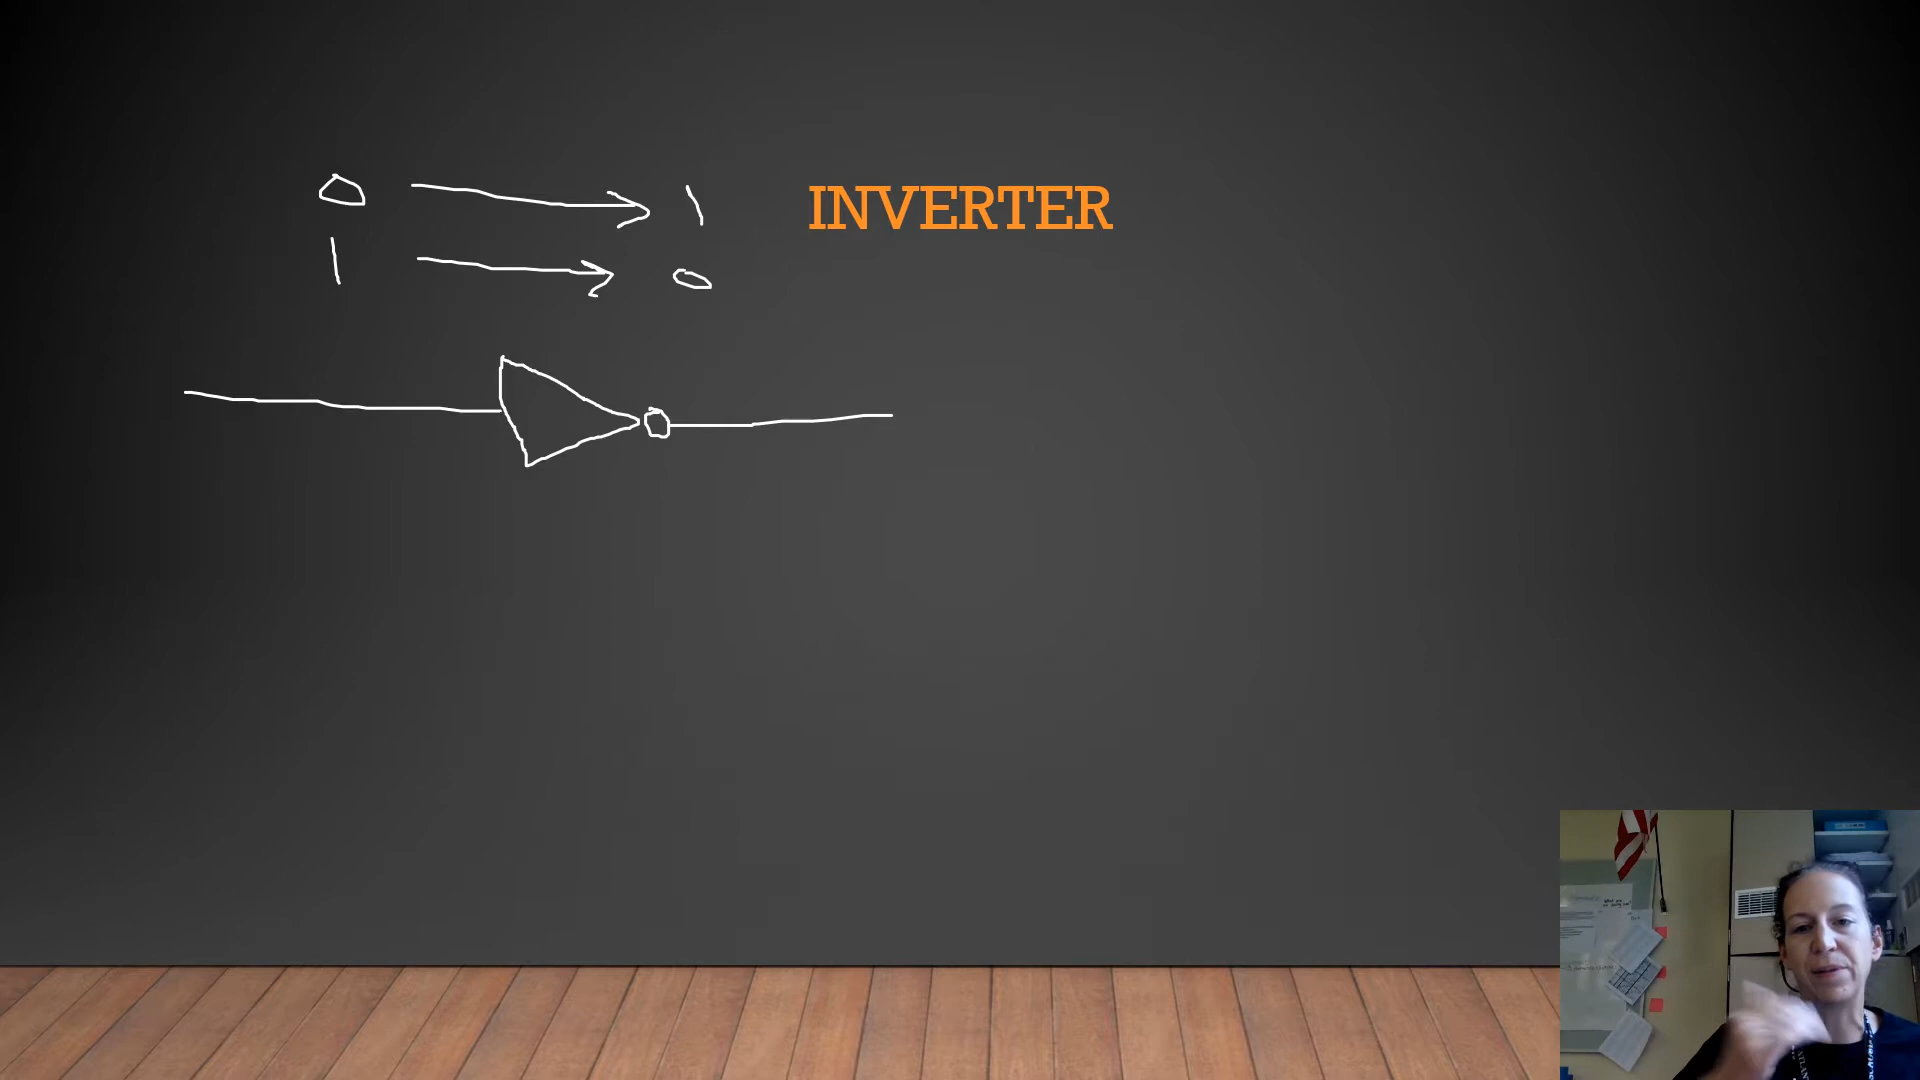 0 → 1 INVERTER
1 → 0